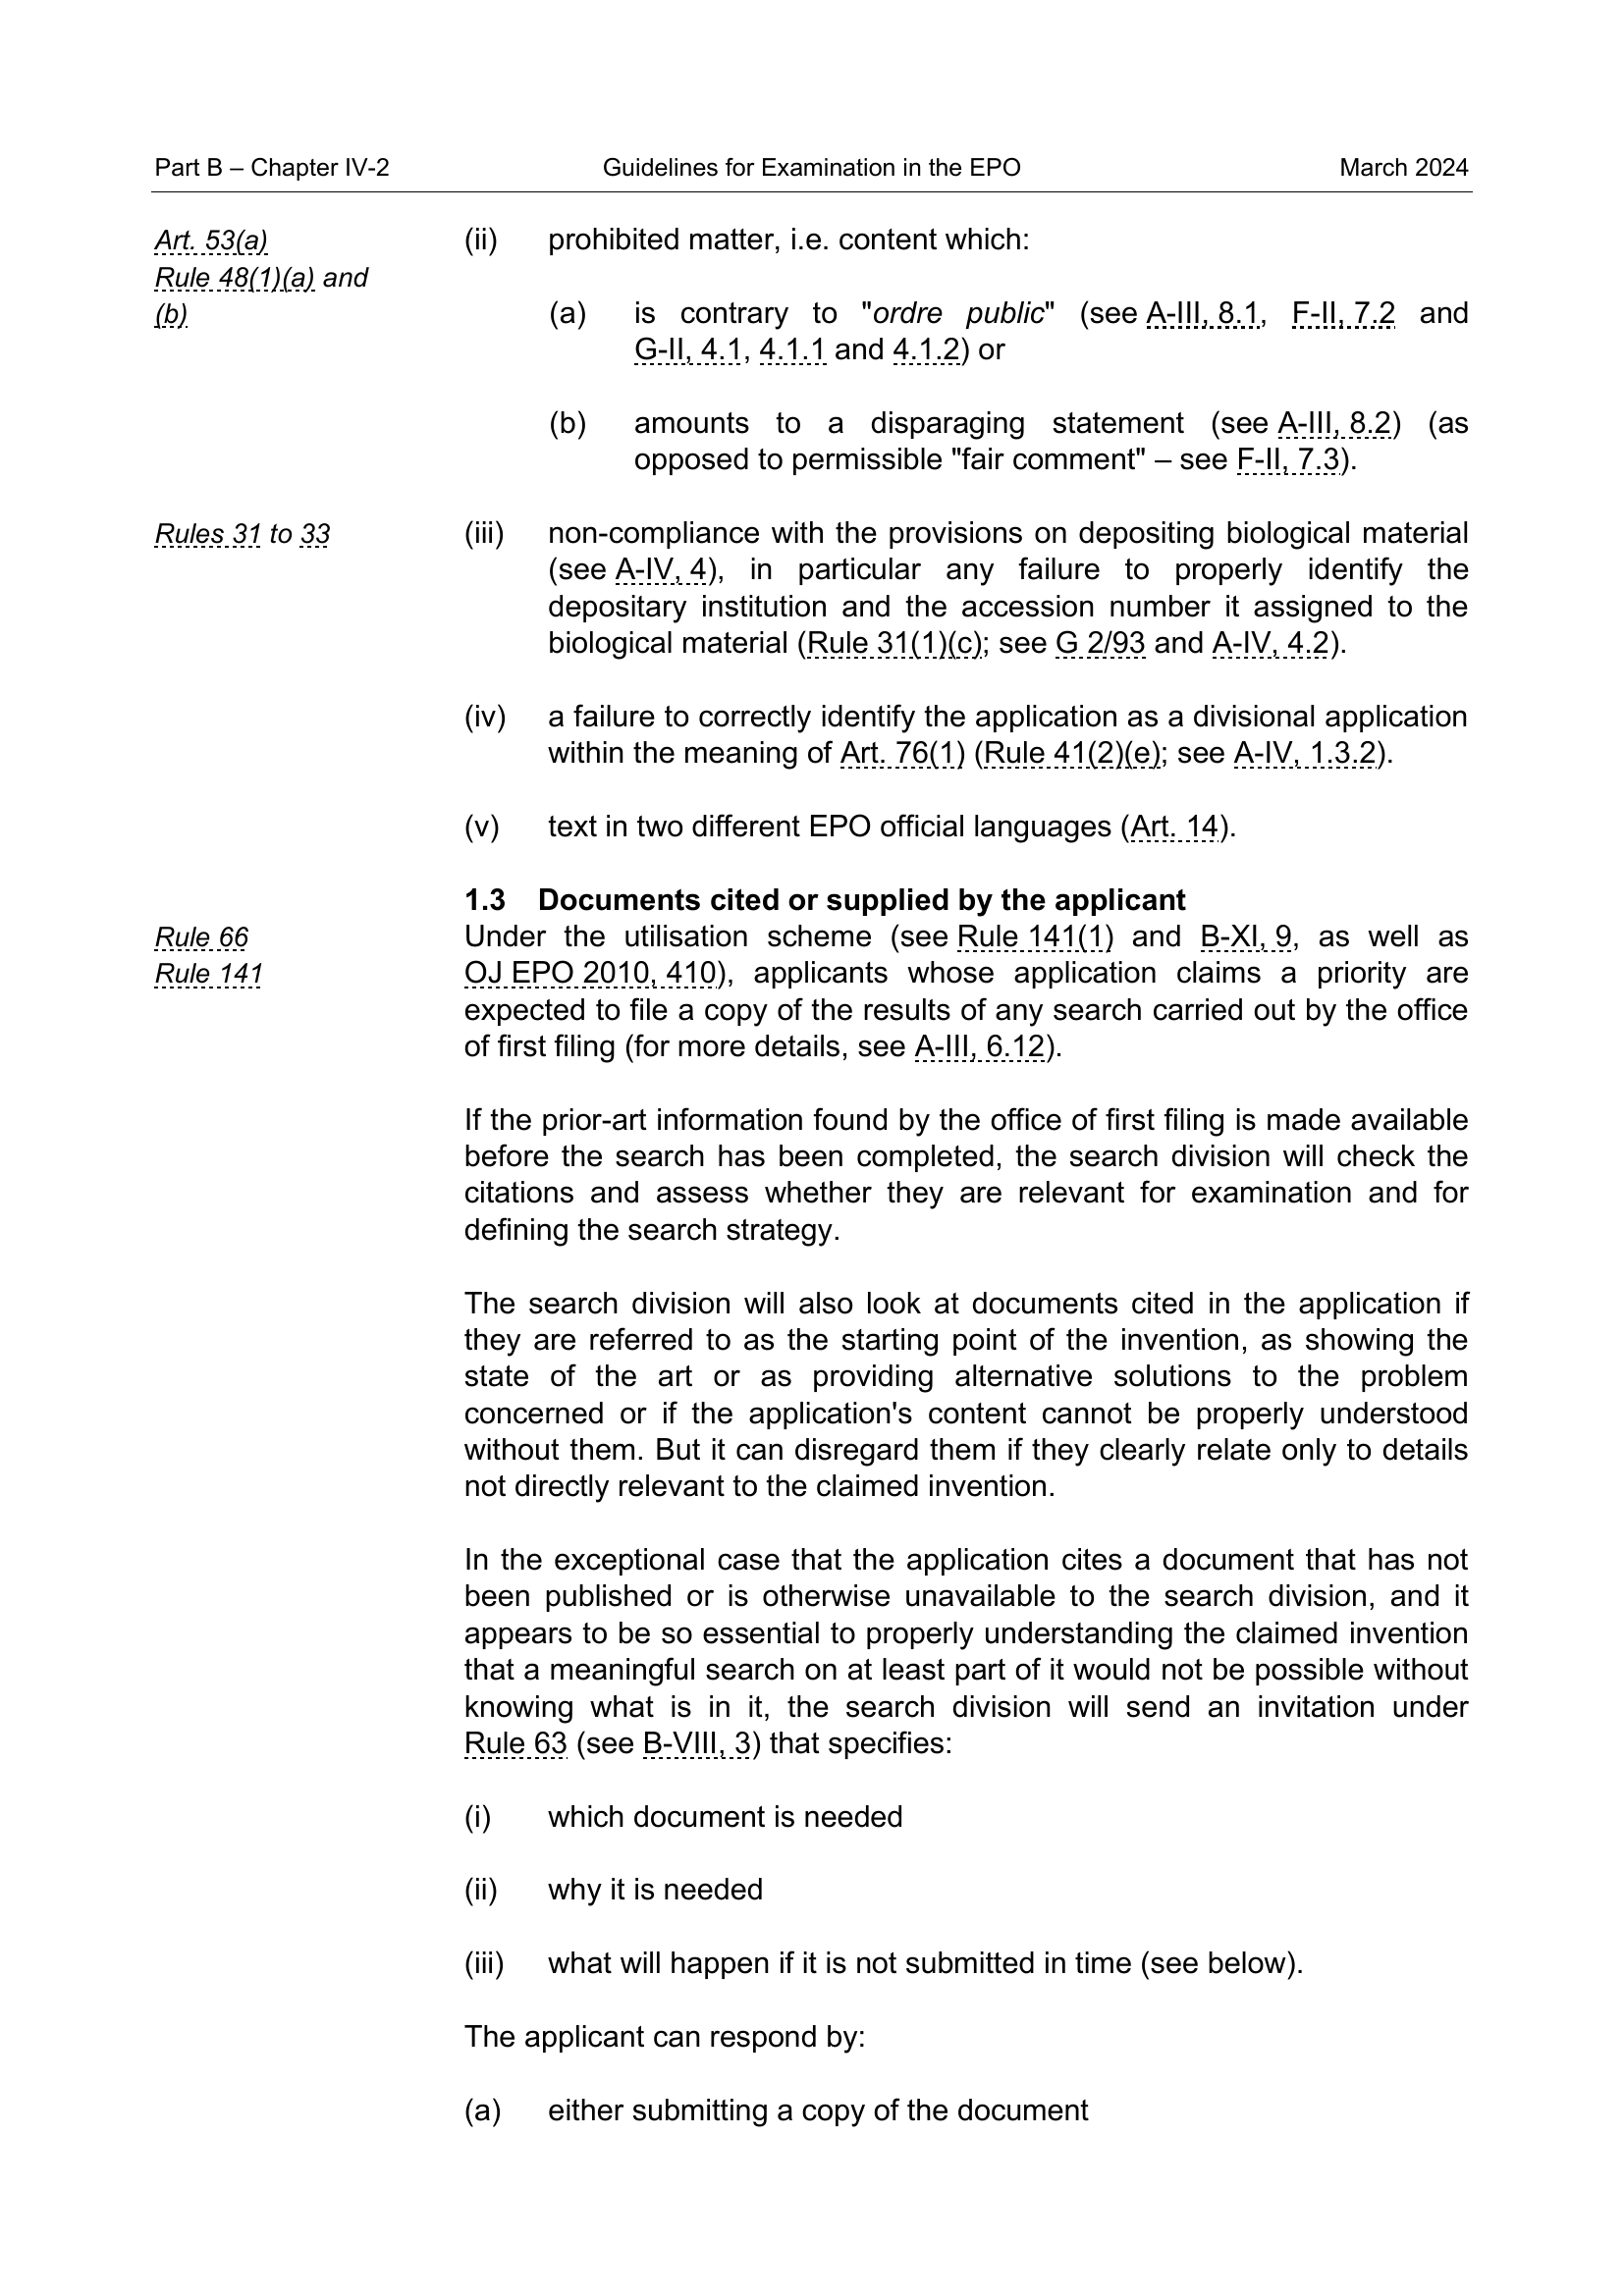 Part B – Chapter IV-2 Guidelines for Examination in the EPO March 2024
Art. 53(a)
Rule 48(1)(a) and
(b)
(ii) prohibited matter, i.e. content which:
(a) is contrary to "ordre public" (see A-III, 8.1, F-II, 7.2 and
G-II, 4.1, 4.1.1 and 4.1.2) or
(b) amounts to a disparaging statement (see A-III, 8.2) (as
opposed to permissible "fair comment" – see F-II, 7.3).
Rules 31 to 33
(iii) non-compliance with the provisions on depositing biological material
(see A-IV, 4), in particular any failure to properly identify the
depositary institution and the accession number it assigned to the
biological material (Rule 31(1)(c); see G 2/93 and A-IV, 4.2).
(iv) a failure to correctly identify the application as a divisional application
within the meaning of Art. 76(1) (Rule 41(2)(e); see A-IV, 1.3.2).
(v) text in two different EPO official languages (Art. 14).
1.3 Documents cited or supplied by the applicant
Rule 66
Rule 141
Under the utilisation scheme (see Rule 141(1) and B-XI, 9, as well as
OJ EPO 2010, 410), applicants whose application claims a priority are
expected to file a copy of the results of any search carried out by the office
of first filing (for more details, see A-III, 6.12).
If the prior-art information found by the office of first filing is made available
before the search has been completed, the search division will check the
citations and assess whether they are relevant for examination and for
defining the search strategy.
The search division will also look at documents cited in the application if
they are referred to as the starting point of the invention, as showing the
state of the art or as providing alternative solutions to the problem
concerned or if the application's content cannot be properly understood
without them. But it can disregard them if they clearly relate only to details
not directly relevant to the claimed invention.
In the exceptional case that the application cites a document that has not
been published or is otherwise unavailable to the search division, and it
appears to be so essential to properly understanding the claimed invention
that a meaningful search on at least part of it would not be possible without
knowing what is in it, the search division will send an invitation under
Rule 63 (see B-VIII, 3) that specifies:
(i) which document is needed
(ii) why it is needed
(iii) what will happen if it is not submitted in time (see below).
The applicant can respond by:
(a) either submitting a copy of the document